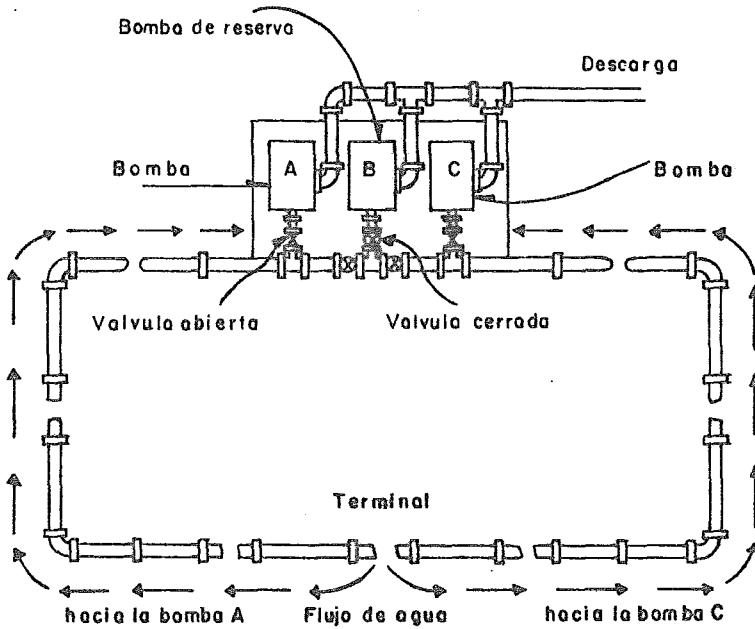 Bomba de reserva
Descarga
Bomba
A
B
C
Bomba
Valvula abierta
Valvula cerrada
Terminal
hacia la bomba A
Flujo de agua
hacia la bomba C